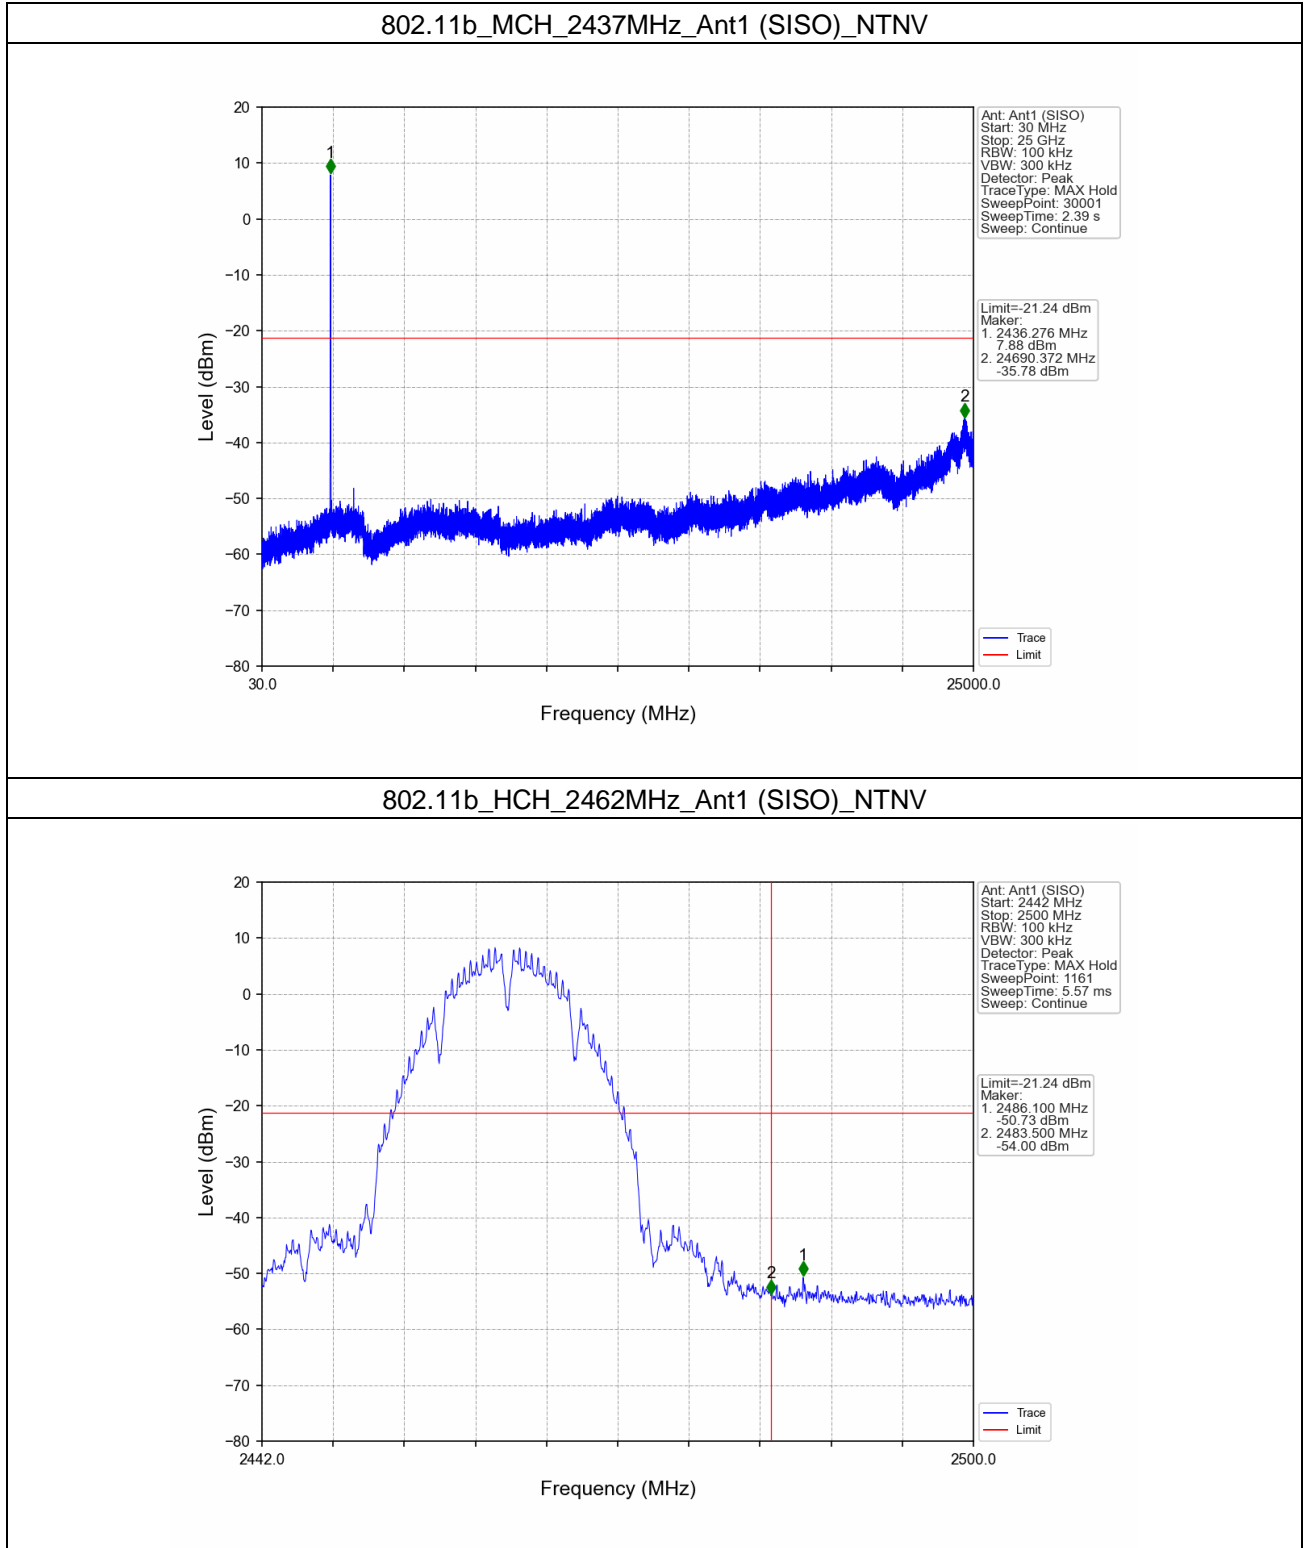 802.11b_MCH_2437MHz_Ant1 (SISO)_NTNV
20
10
0
−10
−20
−30
−40
−50
−60
−70
−80
Level (dBm)
1
2
30.0
25000.0
Frequency (MHz)
Ant: Ant1 (SISO)
Start: 30 MHz
Stop: 25 GHz
RBW: 100 kHz
VBW: 300 kHz
Detector: Peak
TraceType: MAX Hold
SweepPoint: 30001
SweepTime: 2.39 s
Sweep: Continue
Limit=-21.24 dBm
Maker:
1. 2436.276 MHz
7.88 dBm
2. 24690.372 MHz
-35.78 dBm
Trace
Limit
802.11b_HCH_2462MHz_Ant1 (SISO)_NTNV
20
10
0
−10
−20
−30
−40
−50
−60
−70
−80
Level (dBm)
2
1
2442.0
2500.0
Frequency (MHz)
Ant: Ant1 (SISO)
Start: 2442 MHz
Stop: 2500 MHz
RBW: 100 kHz
VBW: 300 kHz
Detector: Peak
TraceType: MAX Hold
SweepPoint: 1161
SweepTime: 5.57 ms
Sweep: Continue
Limit=-21.24 dBm
Maker:
1. 2486.100 MHz
-50.73 dBm
2. 2483.500 MHz
-54.00 dBm
Trace
Limit